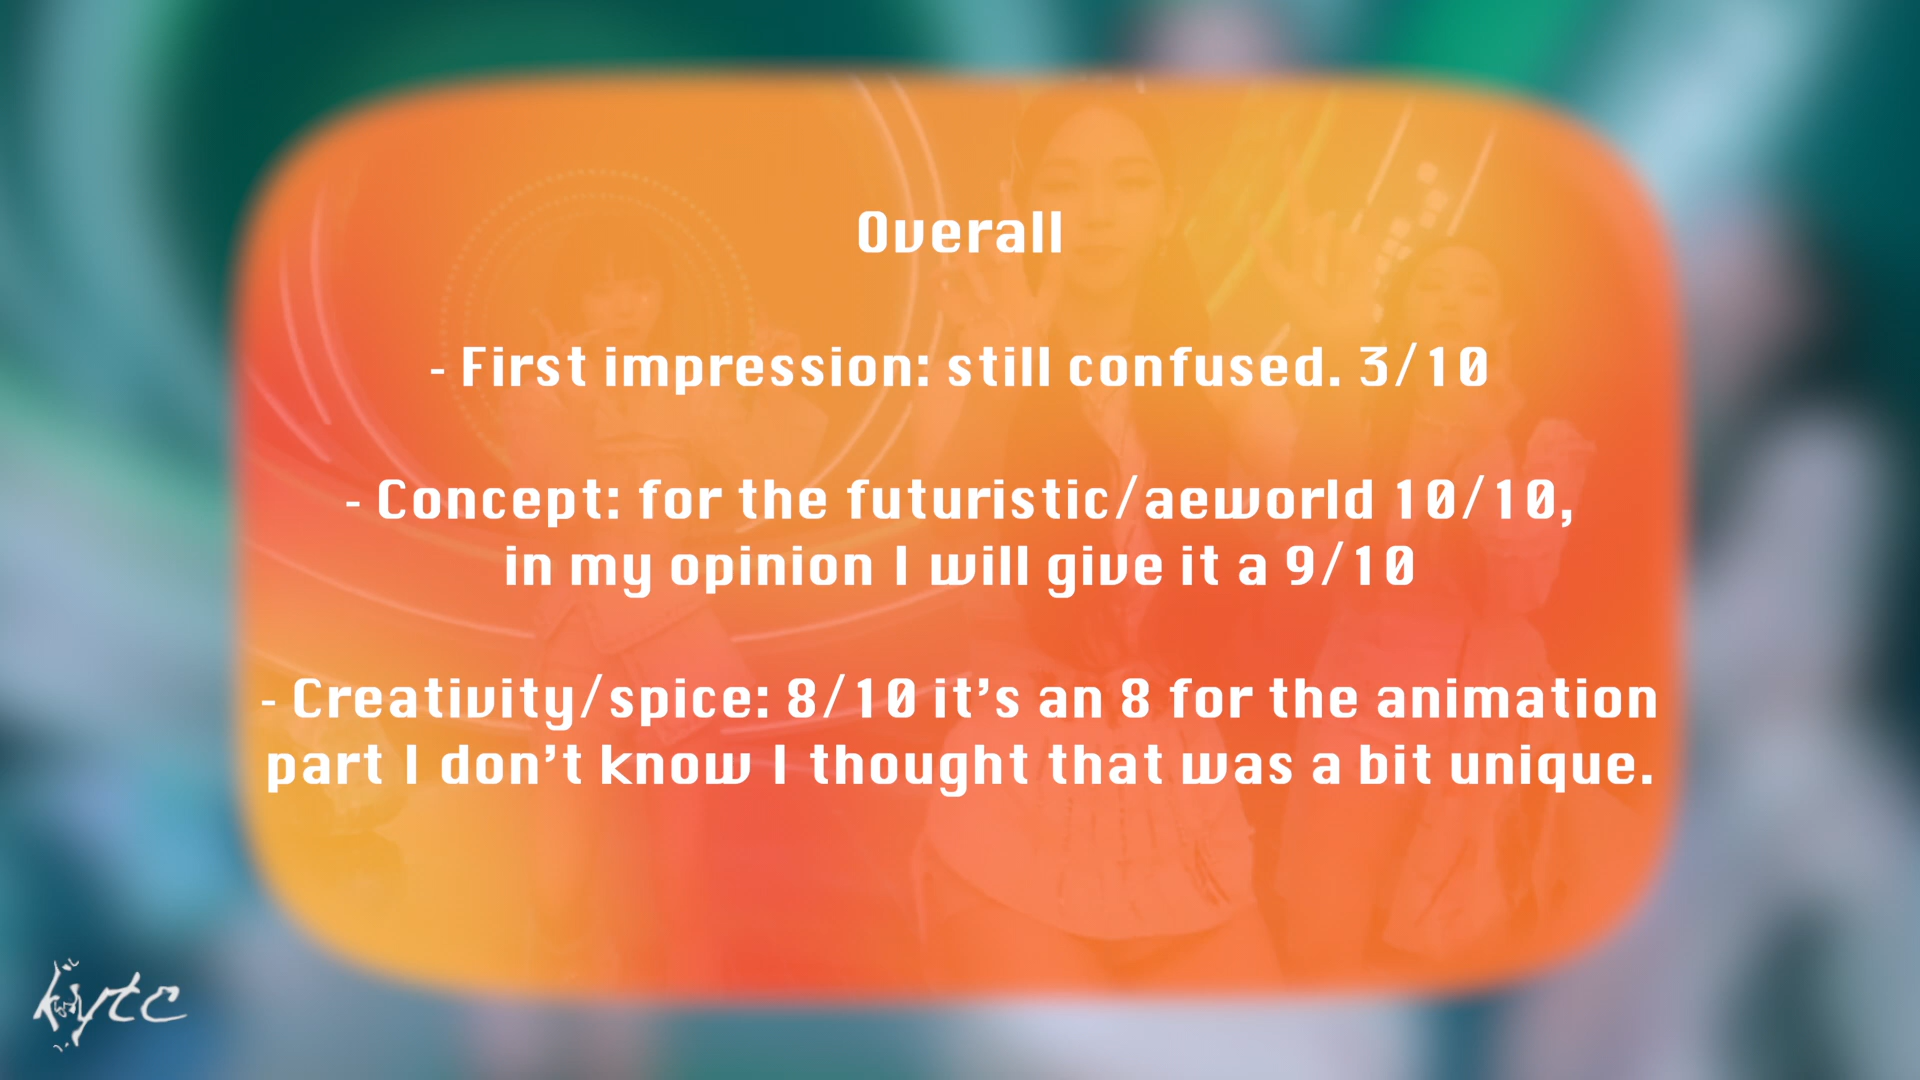 Overall
- First impression: still confused. 3/10
- Concept: for the futuristic/aeworld 10/10,
in my opinion I will give it a 9/10
- Creativity/spice: 8/10 it's an 8 for the animation
part I don't know I thought that was a bit unique.
kytc